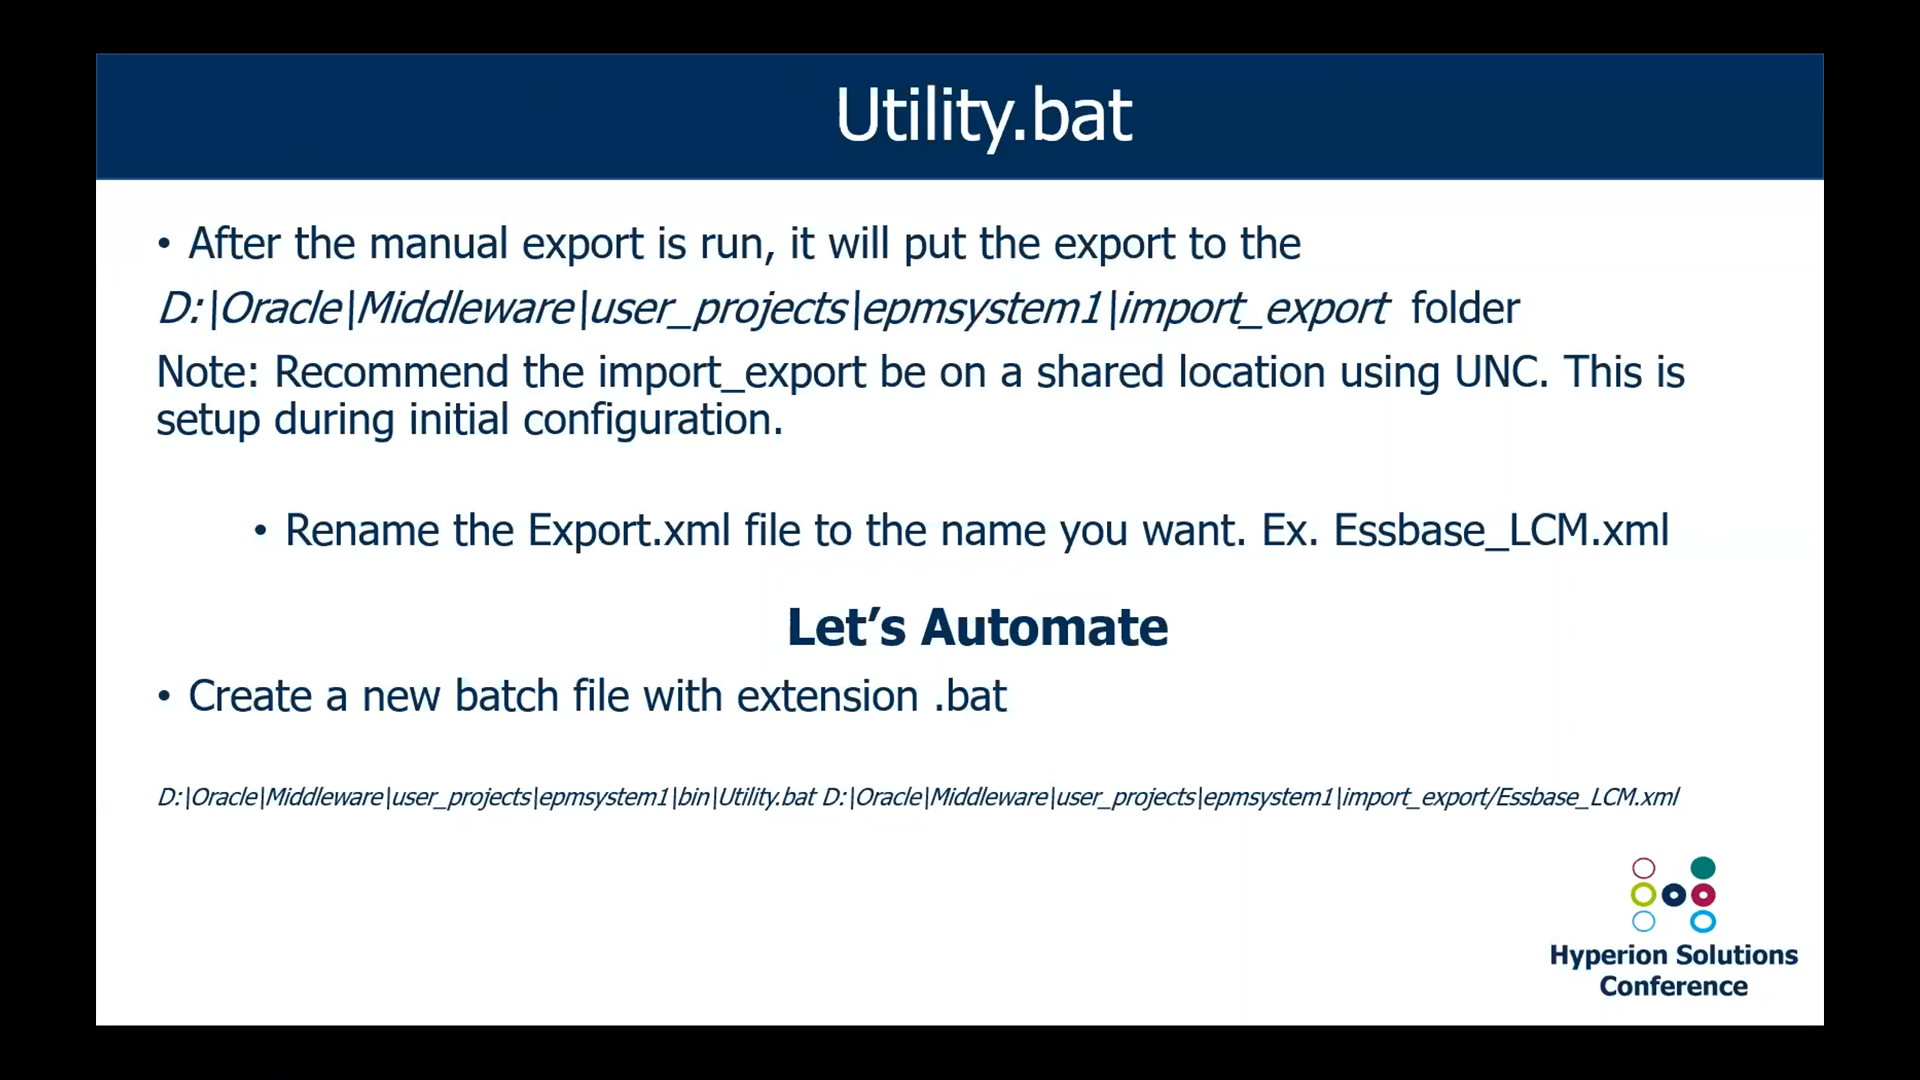 Utility.bat
• After the manual export is run, it will put the export to the
D:\Oracle\Middleware\user_projects\epmsystem1\import_export folder
Note: Recommend the import_export be on a shared location using UNC. This is
setup during initial configuration.
• Rename the Export.xml file to the name you want. Ex. Essbase_LCM.xml
Let’s Automate
• Create a new batch file with extension .bat
D:\Oracle\Middleware\user_projects\epmsystem1\bin\Utility.bat D:\Oracle\Middleware\user_projects\epmsystem1\import_export/Essbase_LCM.xml
Hyperion Solutions
Conference